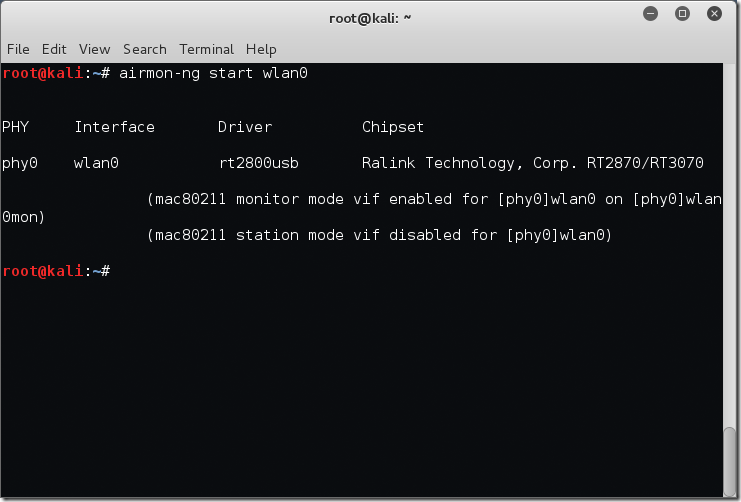 root@kali: ~
File Edit View Search Terminal Help
root@kali:~# airmon-ng start wlan0
PHY Interface Driver Chipset
phy0 wlan0 rt2800usb Ralink Technology, Corp. RT2870/RT3070
(mac80211 monitor mode vif enabled for [phy0]wlan0 on [phy0]wlan
0mon)
(mac80211 station mode vif disabled for [phy0]wlan0)
root@kali:~#